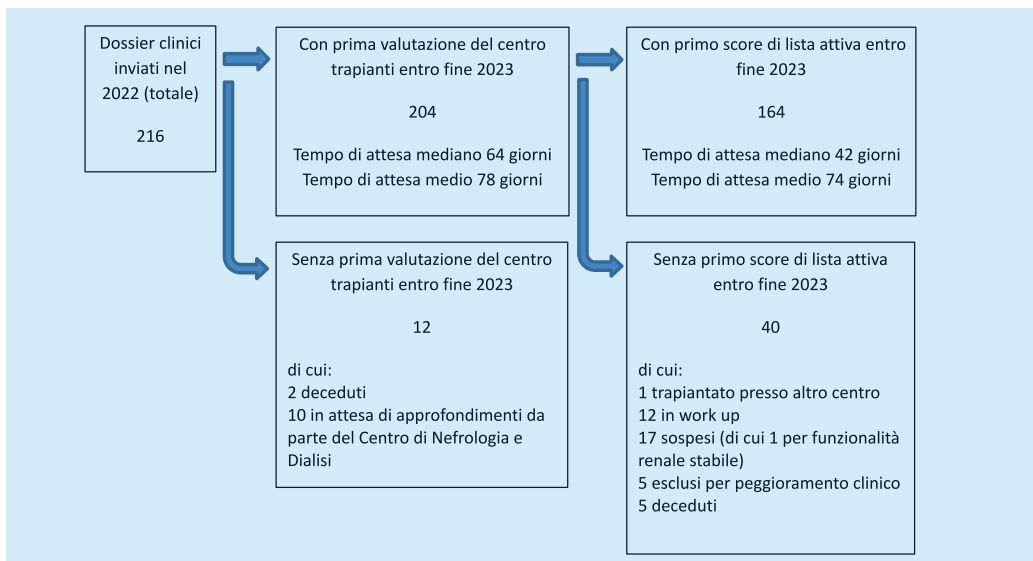 Dossier clinici
inviati nel
2022 (totale)
216
Con prima valutazione del centro
trapianti entro fine 2023
204
Tempo di attesa mediano 64 giorni
Tempo di attesa medio 78 giorni
Con primo score di lista attiva entro
fine 2023
164
Tempo di attesa mediano 42 giorni
Tempo di attesa medio 74 giorni
Senza prima valutazione del centro
trapianti entro fine 2023
12
di cui:
2 deceduti
10 in attesa di approfondimenti da
parte del Centro di Nefrologia e
Dialisi
Senza primo score di lista attiva
entro fine 2023
40
di cui:
1 trapiantato presso altro centro
12 in work up
17 sospesi (di cui 1 per funzionalità
renale stabile)
5 esclusi per peggioramento clinico
5 deceduti